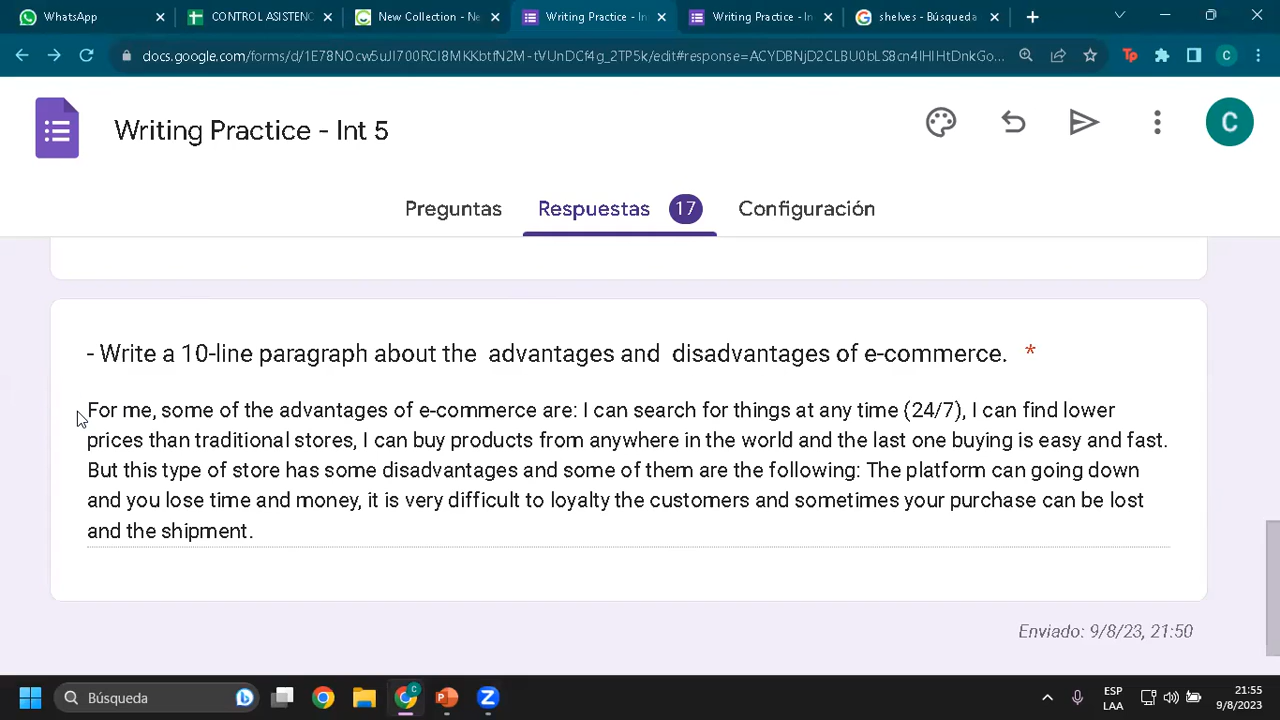 WhatsApp
CONTROL ASISTENC
New Collection - Ne
Writing Practice - In
Writing Practice - In
shelves - Búsqueda
docs.google.com/forms/d/1E78NOcw5uJI700RCI8MKKbtfN2M-tVUnDCf4g_2TP5k/edit#response=ACYDBNjD2CLBU0bLS8cn4IHIHtDnkGo...
Tp
C
Writing Practice - Int 5
C
Preguntas
Respuestas 17
Configuración
- Write a 10-line paragraph about the advantages and disadvantages of e-commerce. *
For me, some of the advantages of e-commerce are: I can search for things at any time (24/7), I can find lower
prices than traditional stores, I can buy products from anywhere in the world and the last one buying is easy and fast.
But this type of store has some disadvantages and some of them are the following: The platform can going down
and you lose time and money, it is very difficult to loyalty the customers and sometimes your purchase can be lost
and the shipment.
Enviado: 9/8/23, 21:50
Búsqueda
ESP
LAA
21:55
9/8/2023